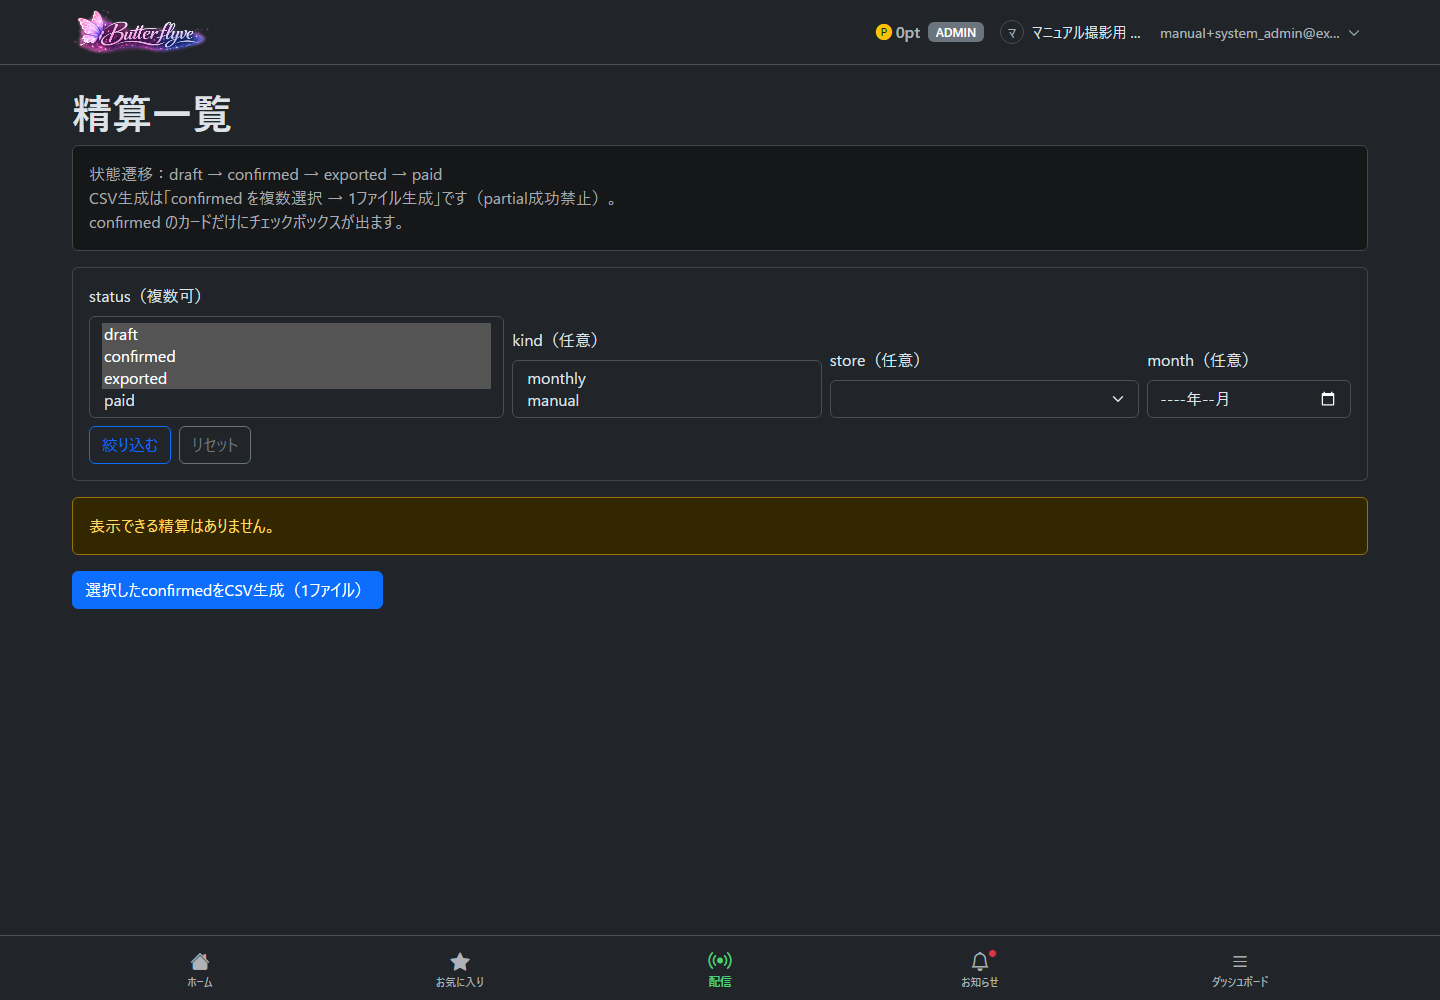 Butterflyve
P 0pt ADMIN マ マニュアル撮影用 ... manual+system_admin@ex...
精算一覧
状態遷移：draft → confirmed → exported → paid
CSV生成は「confirmed を複数選択 → 1ファイル生成」です（partial成功禁止）。
confirmed のカードだけにチェックボックスが出ます。
status（複数可）
draft
confirmed
exported
paid
kind（任意）
monthly
manual
store（任意）
month（任意）
----年--月
絞り込む リセット
表示できる精算はありません。
選択したconfirmedをCSV生成（1ファイル）
ホーム お気に入り 配信 お知らせ ダッシュボード